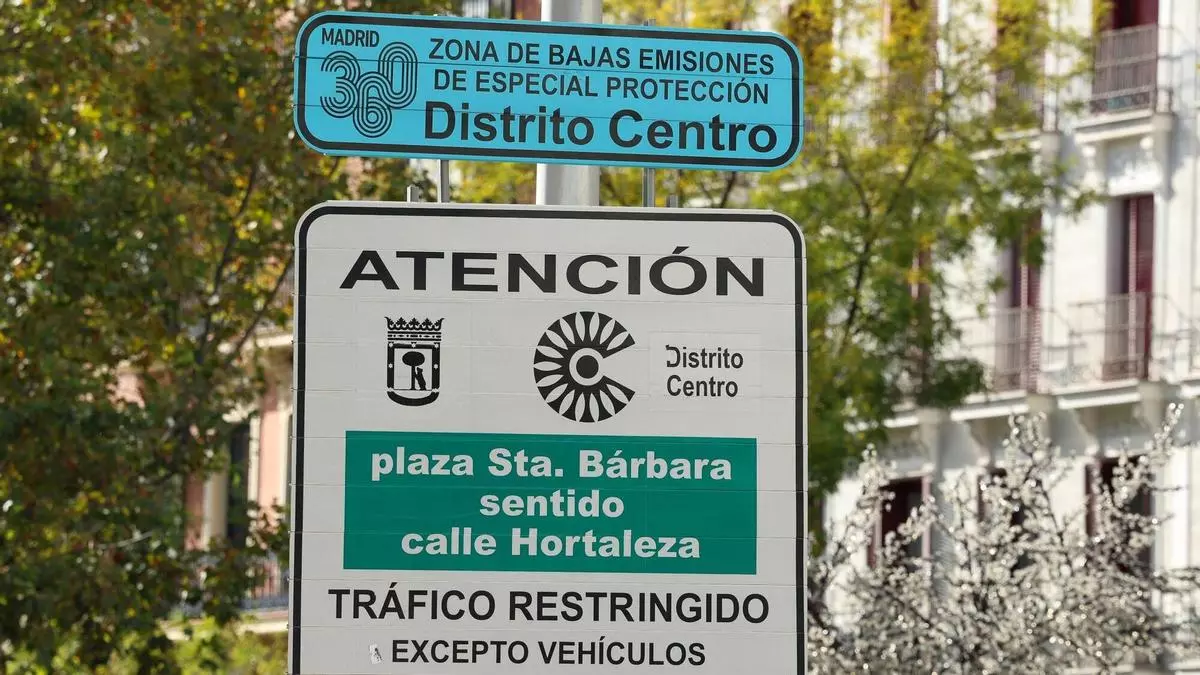 MADRID
360
ZONA DE BAJAS EMISIONES
DE ESPECIAL PROTECCIÓN
Distrito Centro
ATENCIÓN
Distrito
Centro
plaza Sta. Bárbara
sentido
calle Hortaleza
TRÁFICO RESTRINGIDO
EXCEPTO VEHÍCULOS